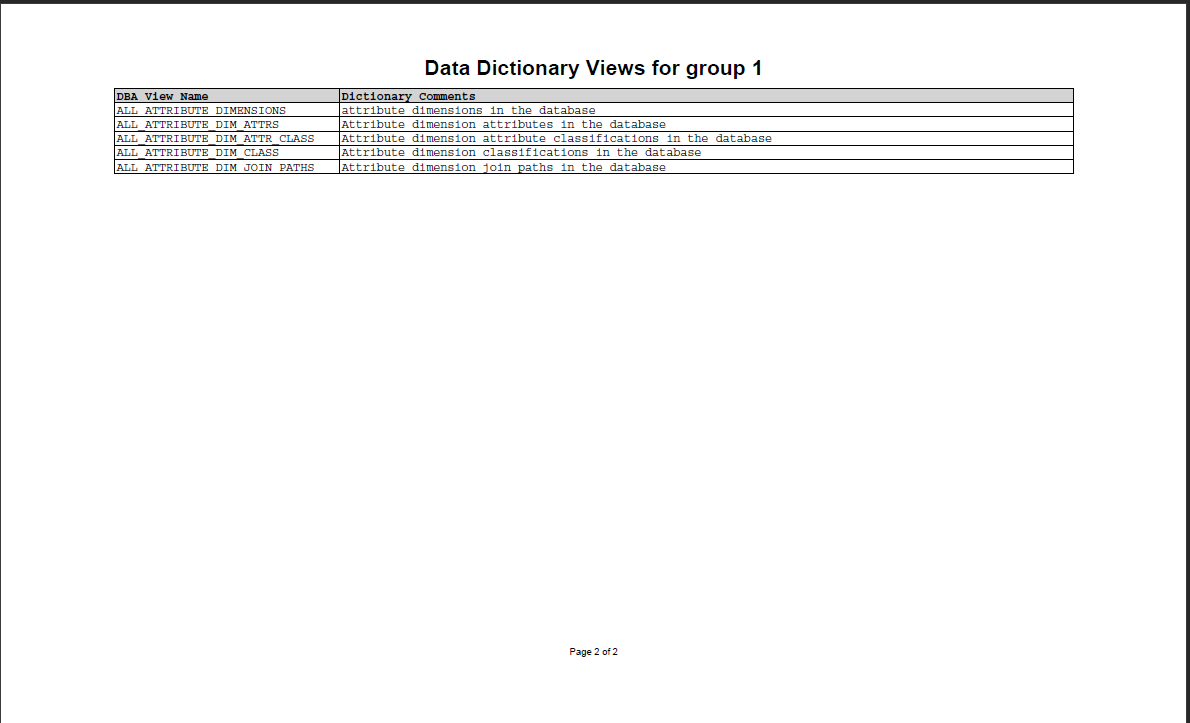 Data Dictionary Views for group 1
DBA View Name Dictionary Comments
ALL_ATTRIBUTE_DIMENSIONS attribute dimensions in the database
ALL_ATTRIBUTE_DIM_ATTRS Attribute dimension attributes in the database
ALL_ATTRIBUTE_DIM_ATTR_CLASS Attribute dimension attribute classifications in the database
ALL_ATTRIBUTE_DIM_CLASS Attribute dimension classifications in the database
ALL_ATTRIBUTE_DIM_JOIN_PATHS Attribute dimension join paths in the database
Page 2 of 2